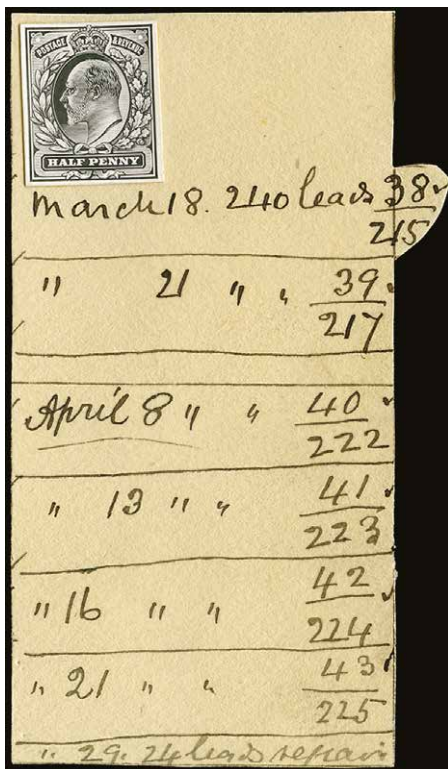 POSTAGE & REVENUE
HALF PENNY
March 18. 240 leads 38
215
" 21 " " 39
217
April 8 " " 40
222
" 13 " " 41
223
" 16 " " 42
224
" 21 " " 43
225
" 29. 24 leads repair